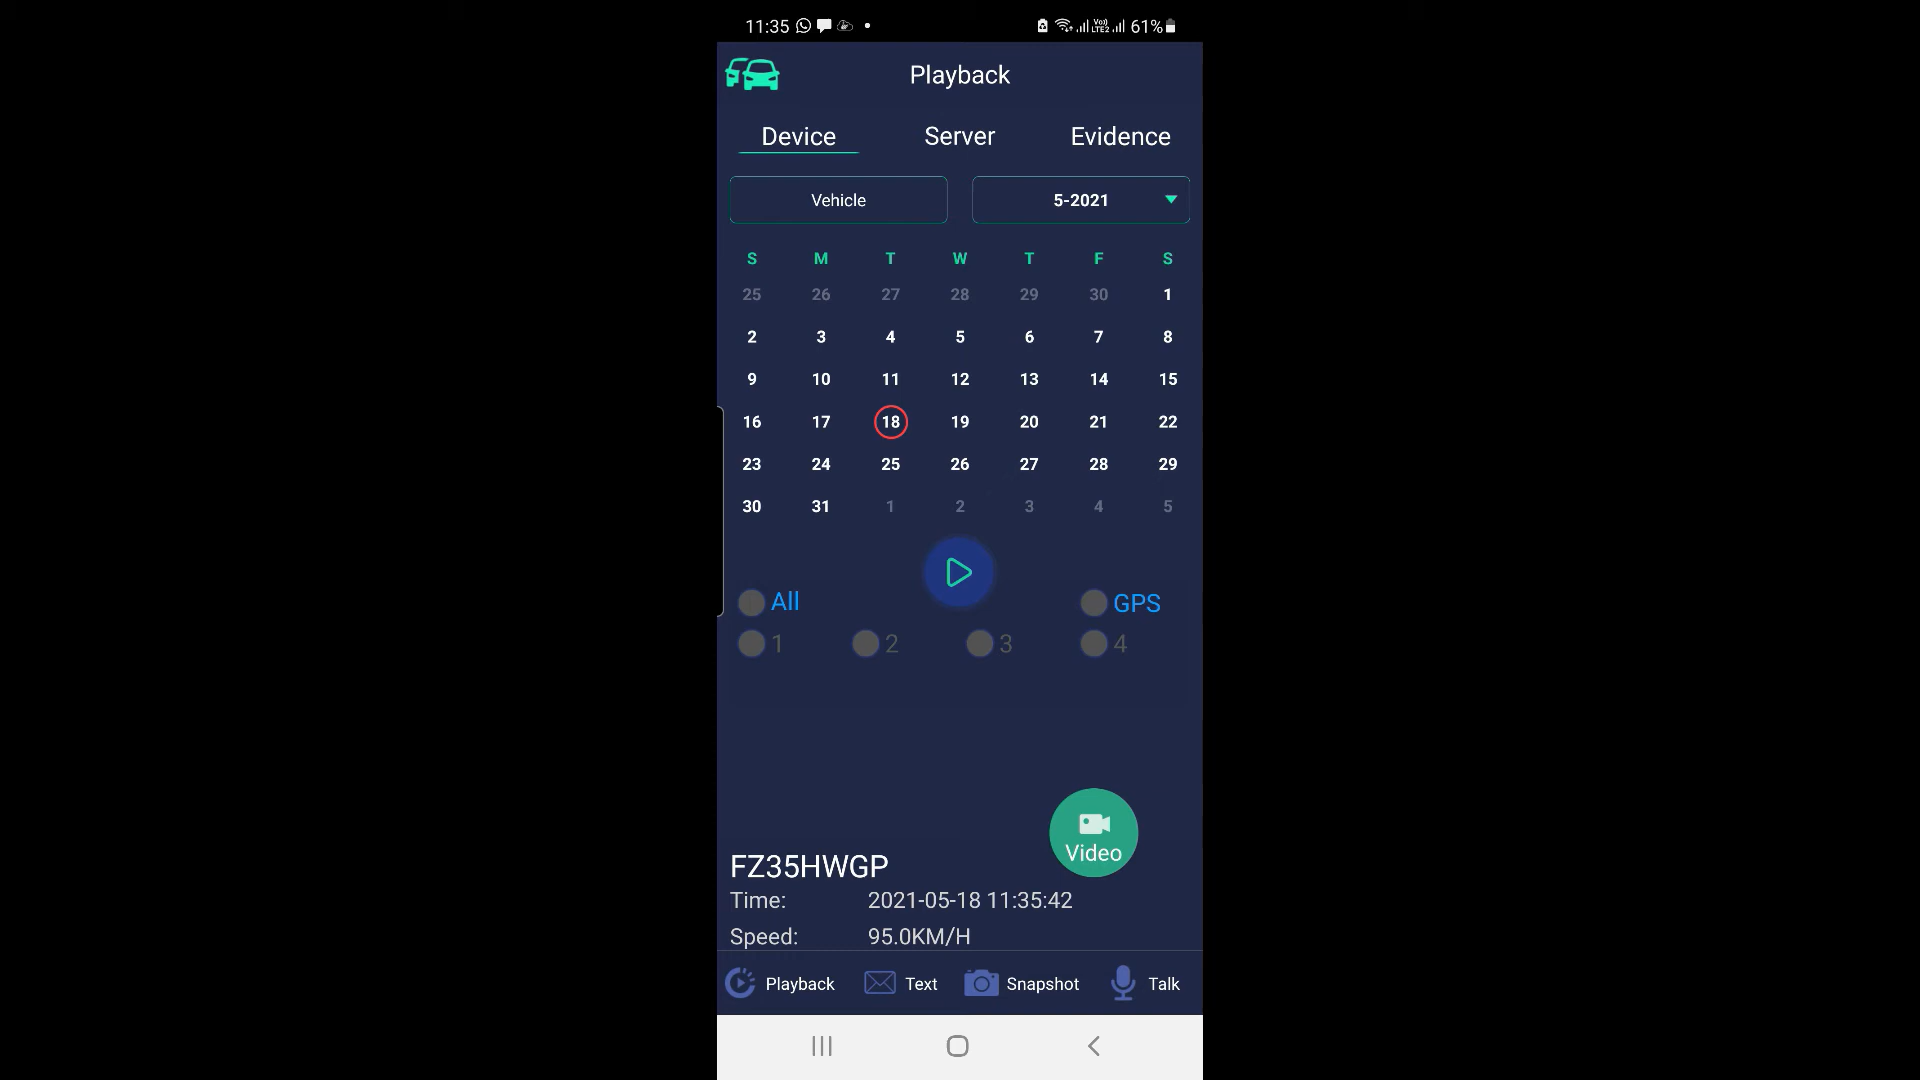 11:35 Vo)) LTE2 61%
Playback
Device Server Evidence
Vehicle 5-2021
S M T W T F S
25 26 27 28 29 30 1
2 3 4 5 6 7 8
9 10 11 12 13 14 15
16 17 18 19 20 21 22
23 24 25 26 27 28 29
30 31 1 2 3 4 5
All GPS
1 2 3 4
Video
FZ35HWGP
Time: 2021-05-18 11:35:42
Speed: 95.0KM/H
Playback Text Snapshot Talk